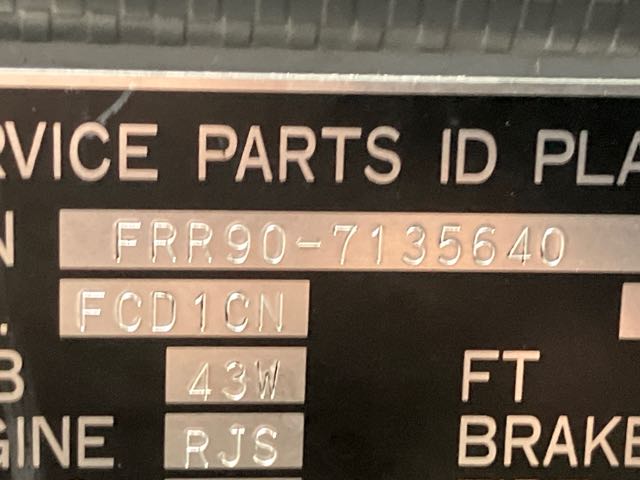 RVICE PARTS ID PLA
N FRR90-7135640
. FCD1CN
B 43W FT
GINE RJS BRAKE